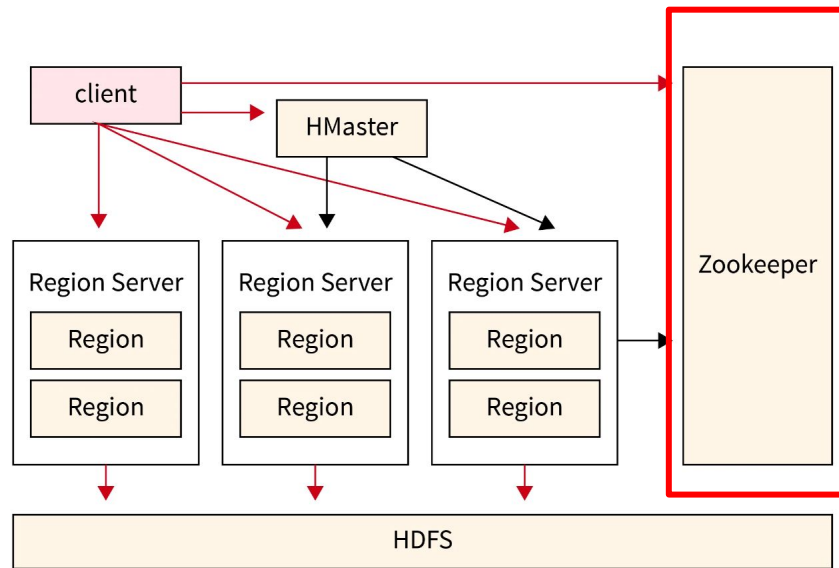 client
HMaster
Zookeeper
Region Server
Region
Region
Region Server
Region
Region
Region Server
Region
Region
HDFS